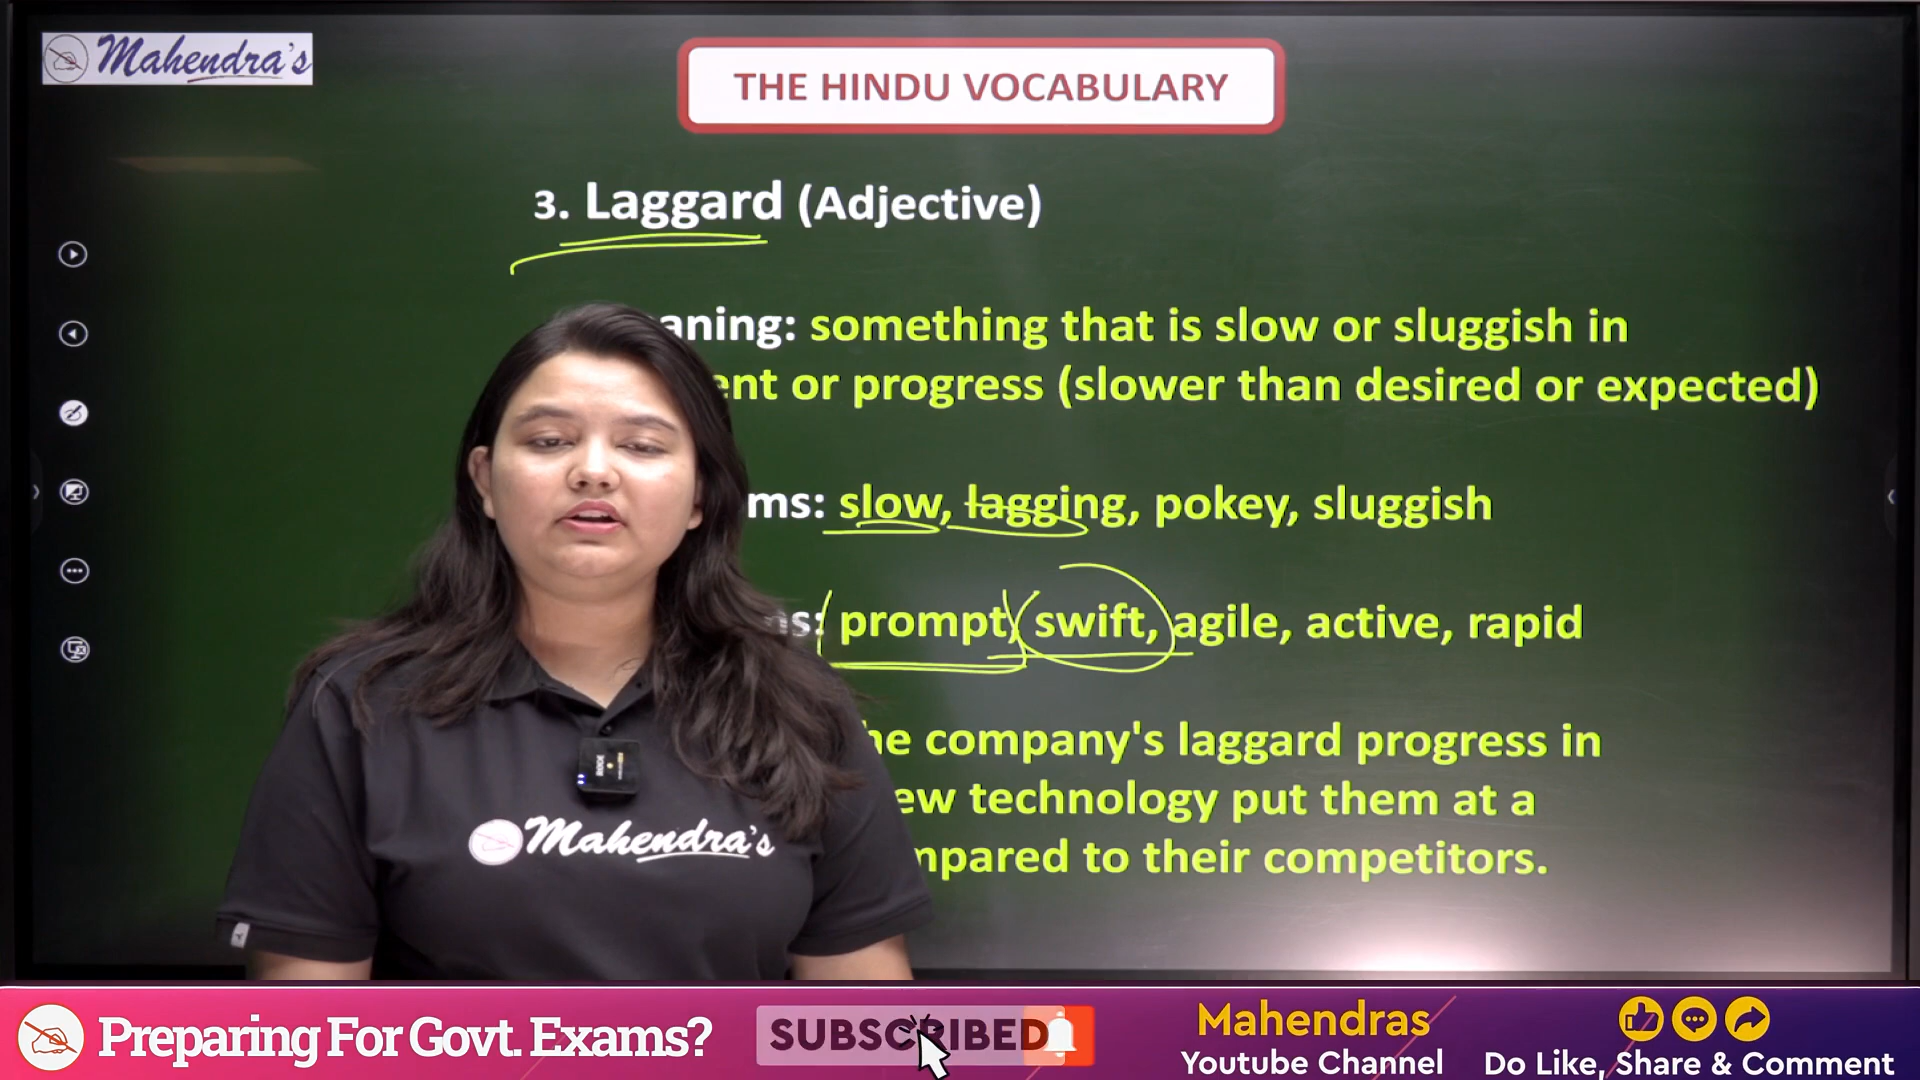 Mahendra's
THE HINDU VOCABULARY
3. Laggard (Adjective)
aning: something that is slow or sluggish in
ent or progress (slower than desired or expected)
ms: slow, lagging, pokey, sluggish
s: prompt, swift, agile, active, rapid
he company's laggard progress in
ew technology put them at a
mpared to their competitors.
Mahendra's
Preparing For Govt. Exams?
SUBSCRIBED
Mahendras
Youtube Channel
Do Like, Share & Comment